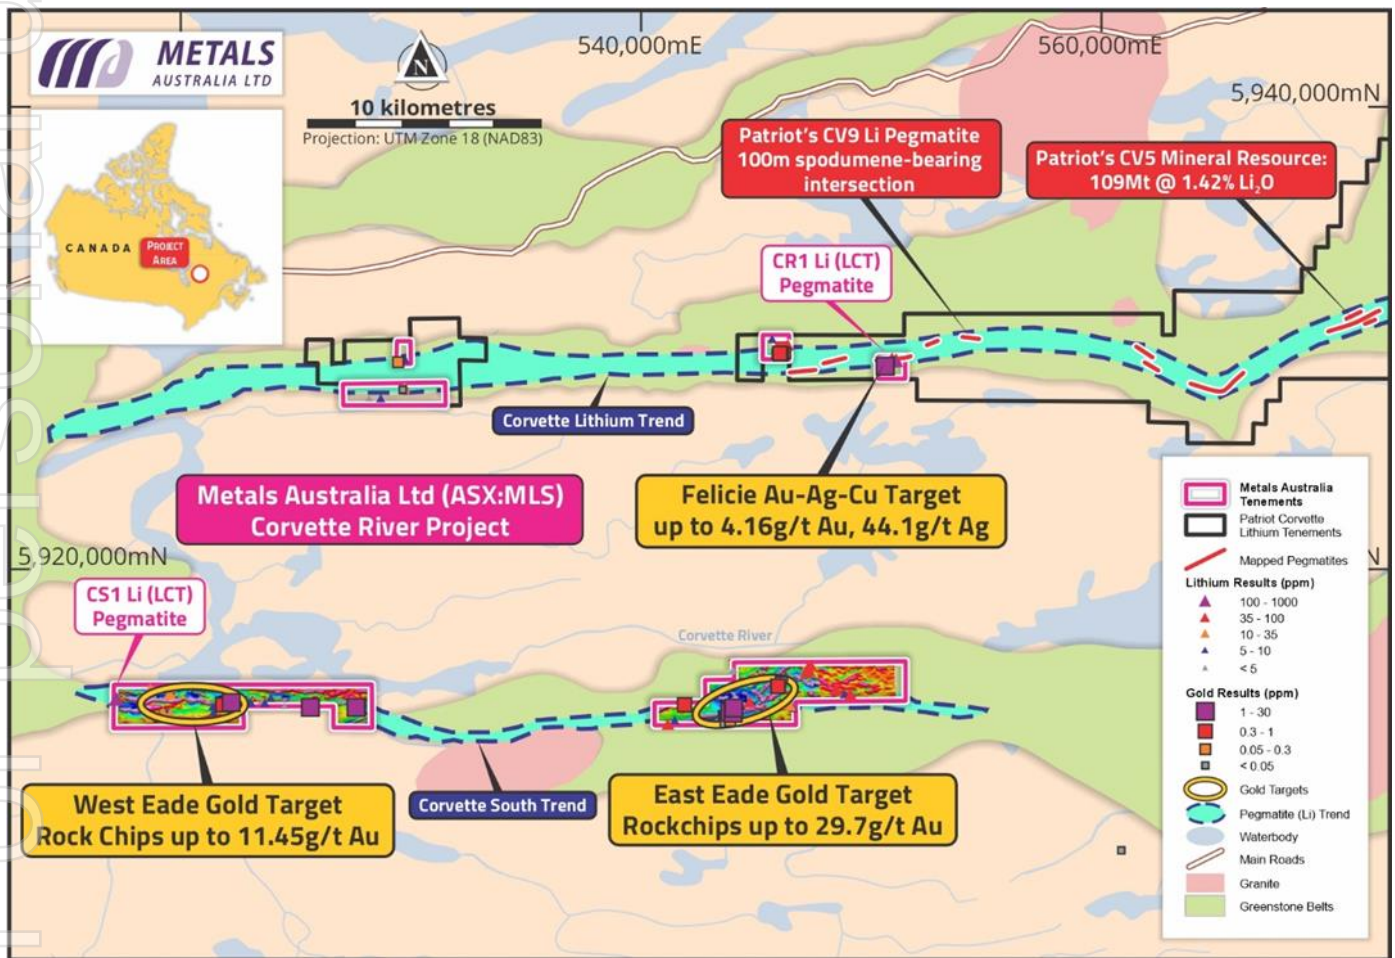 METALS
AUSTRALIA LTD
N
10 kilometres
Projection: UTM Zone 18 (NAD83)
540,000mE
560,000mE
5,940,000mN
CANADA
PROJECT
AREA
Patriot's CV9 Li Pegmatite
100m spodumene-bearing
intersection
Patriot's CV5 Mineral Resource:
109Mt @ 1.42% Li₂O
CR1 Li (LCT)
Pegmatite
Corvette Lithium Trend
Metals Australia Ltd (ASX:MLS)
Corvette River Project
Felicie Au-Ag-Cu Target
up to 4.16g/t Au, 44.1g/t Ag
5,920,000mN
N
CS1 Li (LCT)
Pegmatite
Corvette River
West Eade Gold Target
Rock Chips up to 11.45g/t Au
Corvette South Trend
East Eade Gold Target
Rockchips up to 29.7g/t Au
Metals Australia
Tenements
Patriot Corvette
Lithium Tenements
Mapped Pegmatites
Lithium Results (ppm)
100 - 1000
35 - 100
10 - 35
5 - 10
< 5
Gold Results (ppm)
1 - 30
0.3 - 1
0.05 - 0.3
< 0.05
Gold Targets
Pegmatite (Li) Trend
Waterbody
Main Roads
Granite
Greenstone Belts